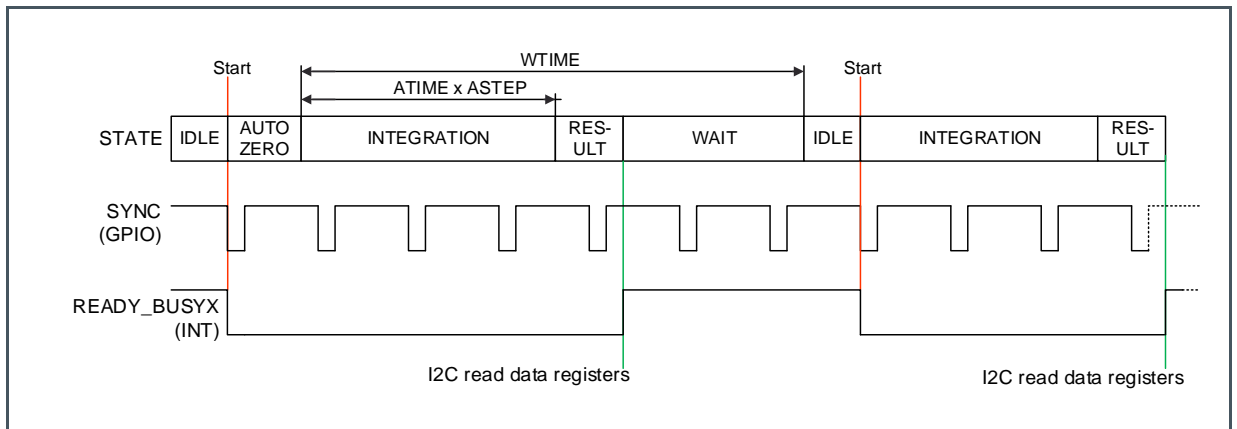 WTIME
Start
Start
ATIME x ASTEP
STATE
IDLE
AUTO
ZERO
INTEGRATION
RES-
ULT
WAIT
IDLE
INTEGRATION
RES-
ULT
SYNC
(GPIO)
READY_BUSYX
(INT)
I2C read data registers
I2C read data registers